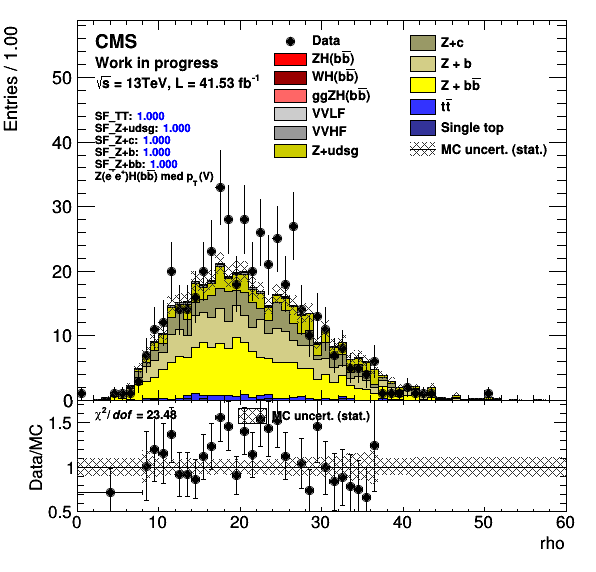 CMS
Work in progress
√s = 13TeV, L = 41.53 fb⁻¹
SF_TT: 1.000
SF_Z+udsg: 1.000
SF_Z+c: 1.000
SF_Z+b: 1.000
SF_Z+bb: 1.000
Z(e⁻e⁺)H(bb̅) med p_T(V)
Data
ZH(bb̅)
WH(bb̅)
ggZH(bb̅)
VVLF
VVHF
Z+udsg
Z+c
Z + b
Z + bb̅
tt̅
Single top
MC uncert. (stat.)
Entries / 1.00
50
40
30
20
10
0
χ²/dof = 23.48
MC uncert. (stat.)
Data/MC
1.5
1
0.5
0 10 20 30 40 50 60
rho